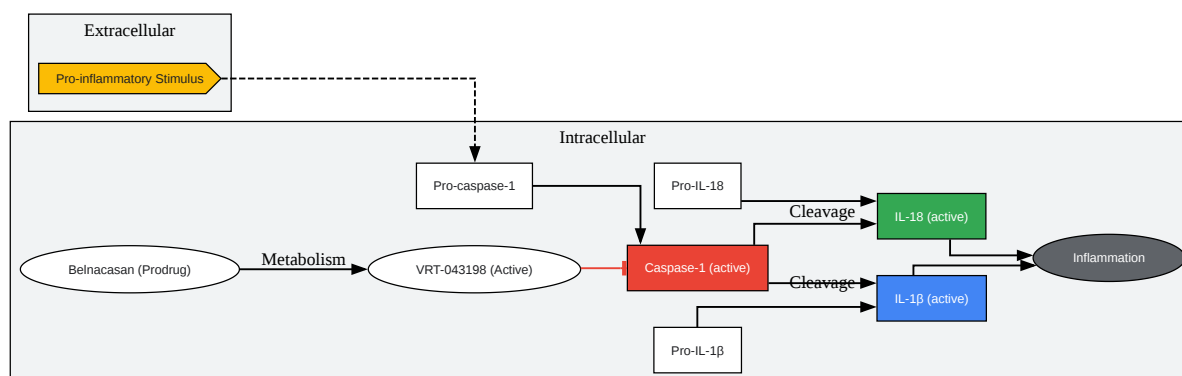 Extracellular
Pro-inflammatory Stimulus
Intracellular
Pro-caspase-1
Pro-IL-18
Cleavage
IL-18 (active)
Belnacasan (Prodrug)
Metabolism
VRT-043198 (Active)
Caspase-1 (active)
Inflammation
Cleavage
IL-1β (active)
Pro-IL-1β